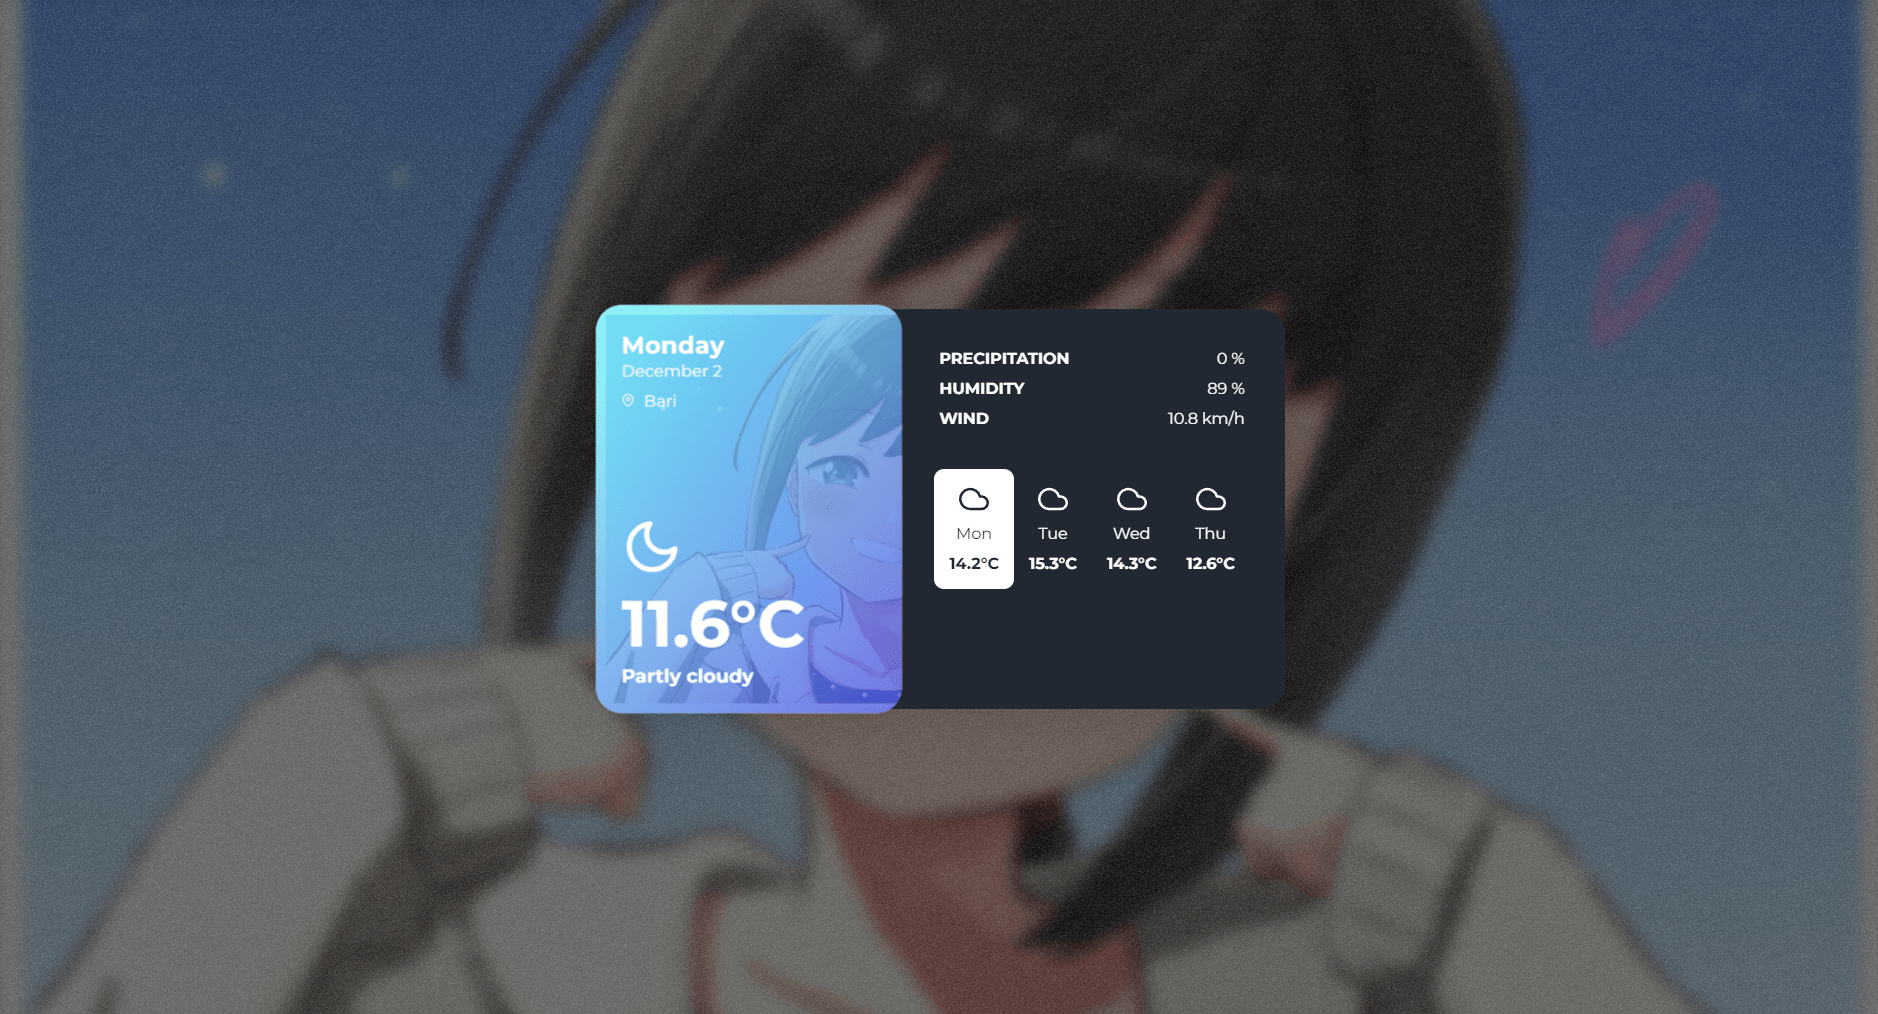 Monday
December 2
Bari
11.6°C
Partly cloudy
PRECIPITATION 0 %
HUMIDITY 89 %
WIND 10.8 km/h
Mon Tue Wed Thu
14.2°C 15.3°C 14.3°C 12.6°C